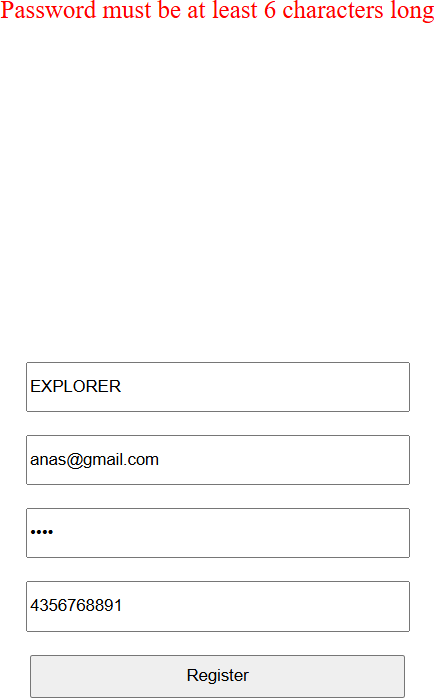 Password must be at least 6 characters long
EXPLORER
anas@gmail.com
••••
4356768891
Register